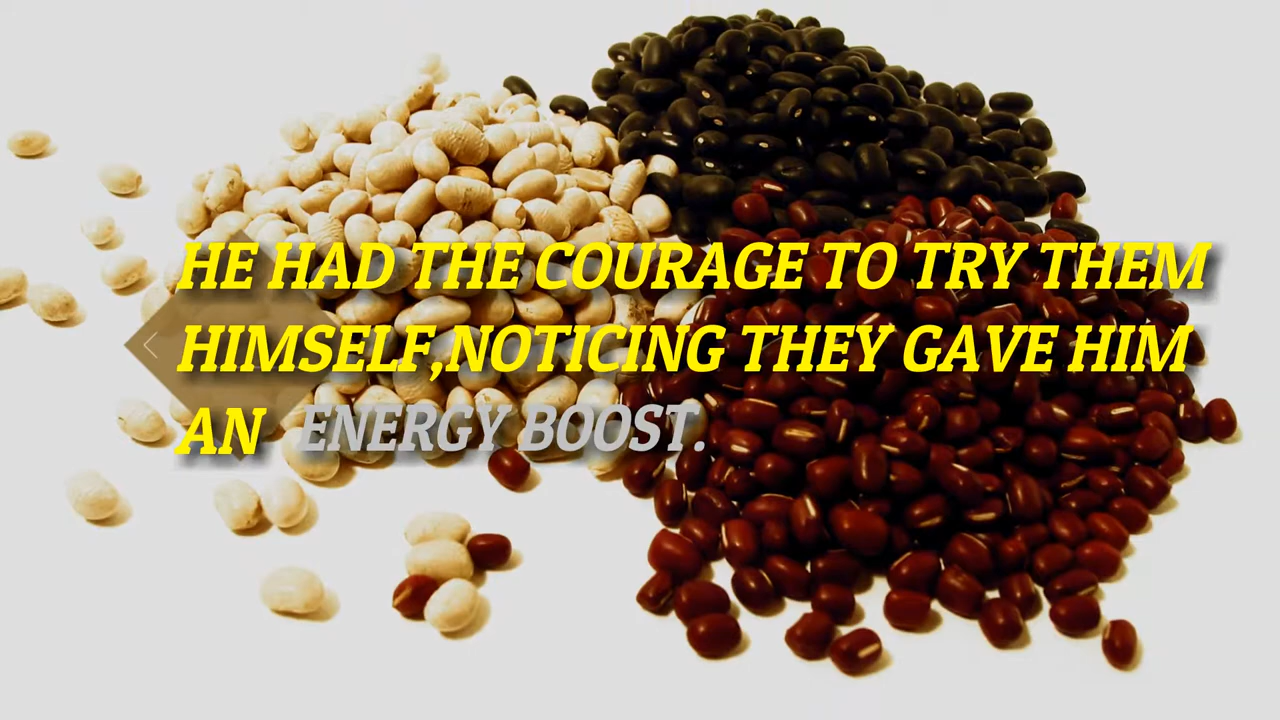 HE HAD THE COURAGE TO TRY THEM
HIMSELF,NOTICING THEY GAVE HIM
AN ENERGY BOOST.